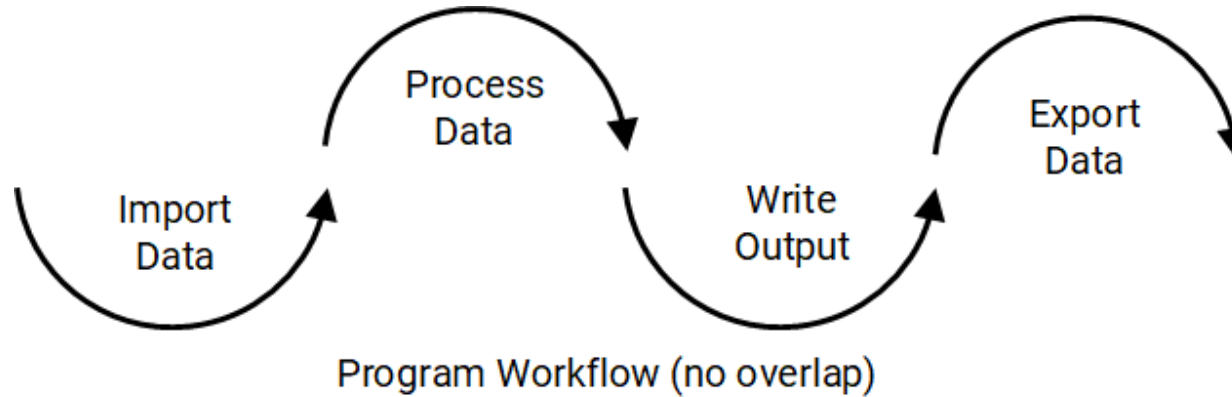 Process
Data
Export
Data
Import
Data
Write
Output
Program Workflow (no overlap)